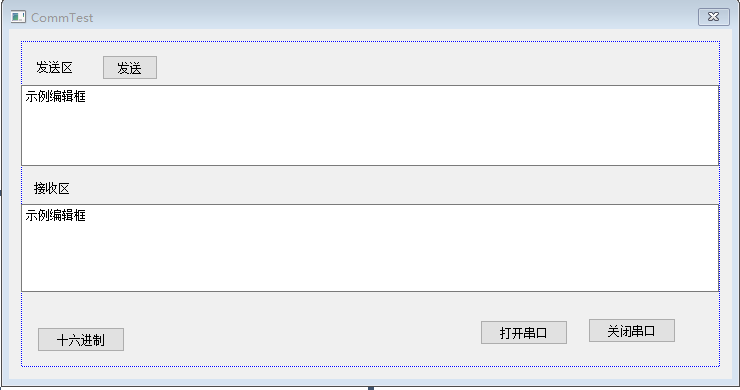 CommTest
发送区 发送
示例编辑框
接收区
示例编辑框
十六进制 打开串口 关闭串口